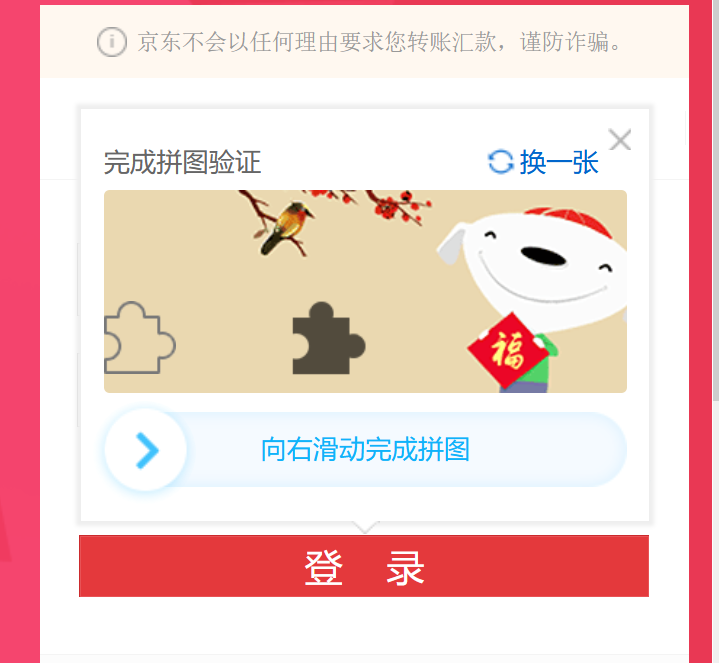 京东不会以任何理由要求您转账汇款，谨防诈骗。
完成拼图验证
换一张
福
向右滑动完成拼图
登 录